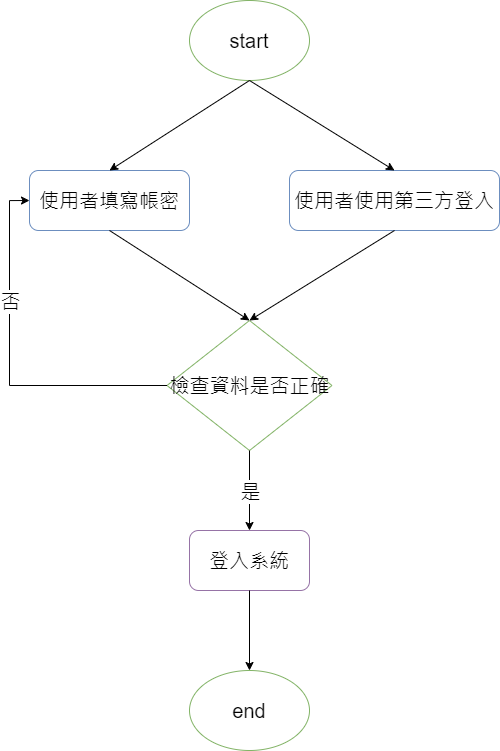 start
使用者填寫帳密
使用者使用第三方登入
否
檢查資料是否正確
是
登入系統
end